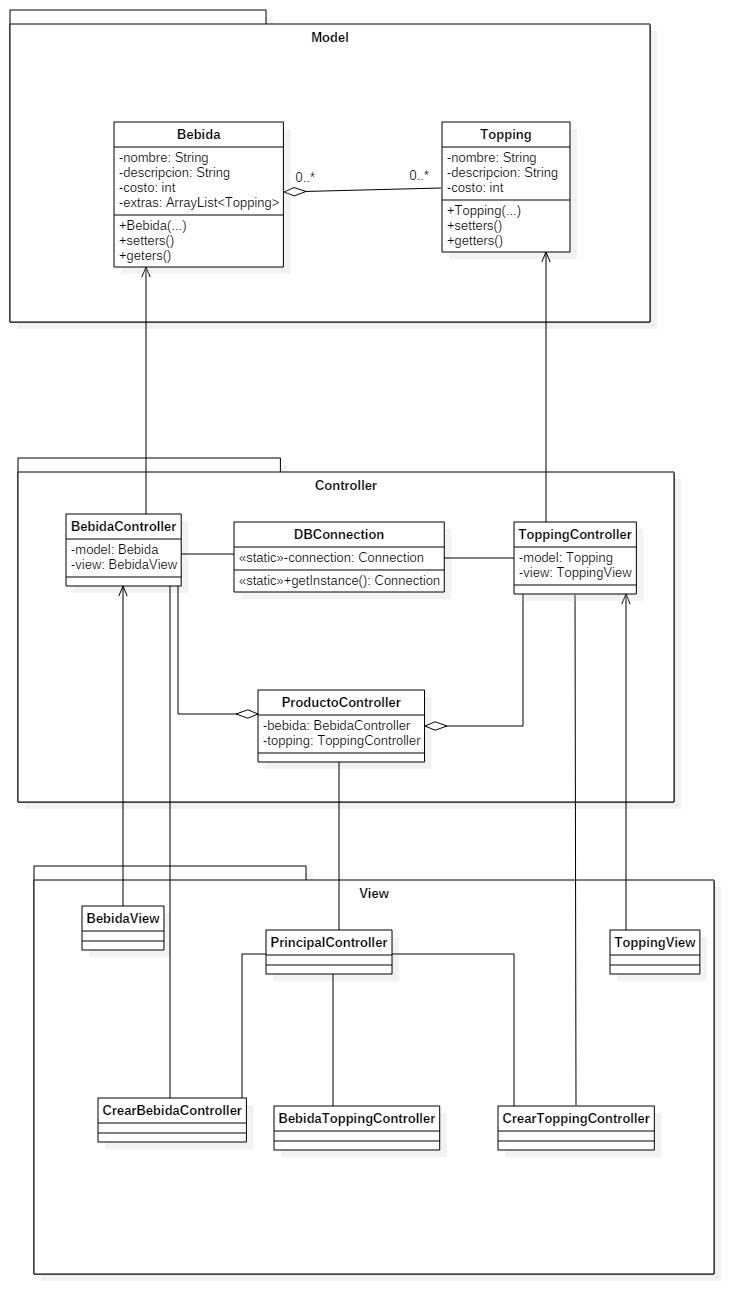 Model
Bebida
-nombre: String
-descripcion: String
-costo: int
-extras: ArrayList<Topping>
+Bebida(...)
+setters()
+geters()
0..*
0..*
Topping
-nombre: String
-descripcion: String
-costo: int
+Topping(...)
+setters()
+getters()
Controller
BebidaController
-model: Bebida
-view: BebidaView
DBConnection
«static»-connection: Connection
«static»+getInstance(): Connection
ToppingController
-model: Topping
-view: ToppingView
ProductoController
-bebida: BebidaController
-topping: ToppingController
View
BebidaView
PrincipalController
ToppingView
CrearBebidaController
BebidaToppingController
CrearToppingController